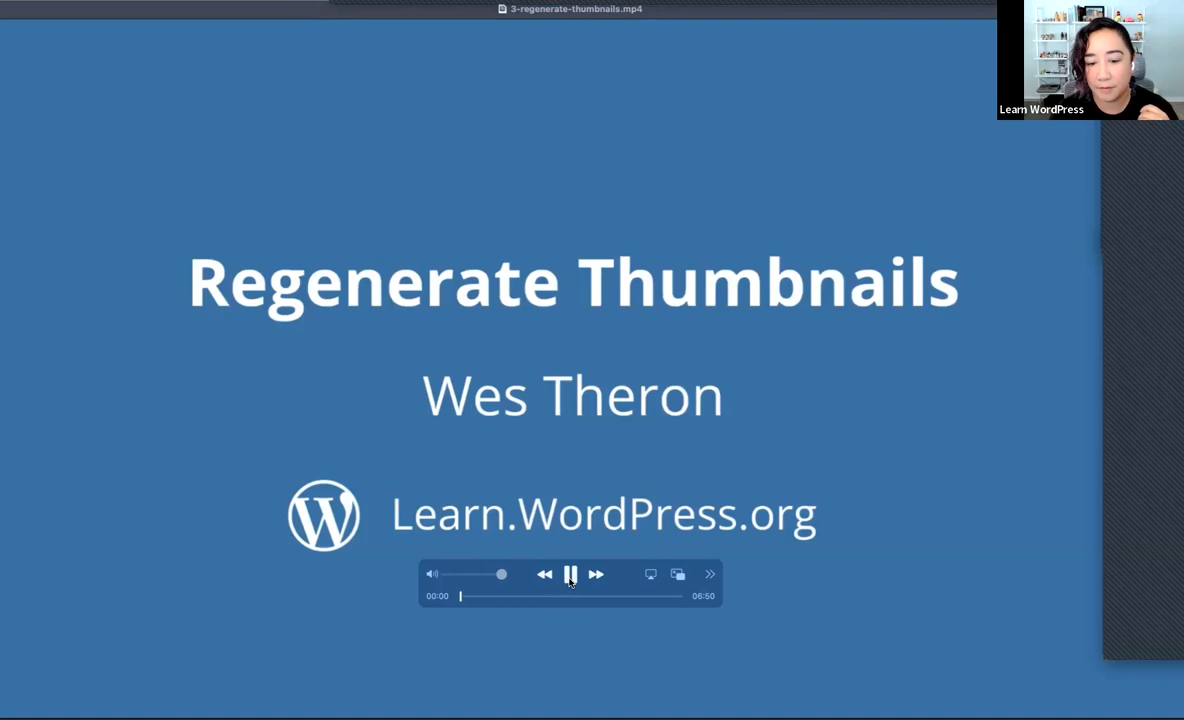 3-regenerate-thumbnails.mp4
Learn WordPress
Regenerate Thumbnails
Wes Theron
Learn.WordPress.org
00:00
06:50